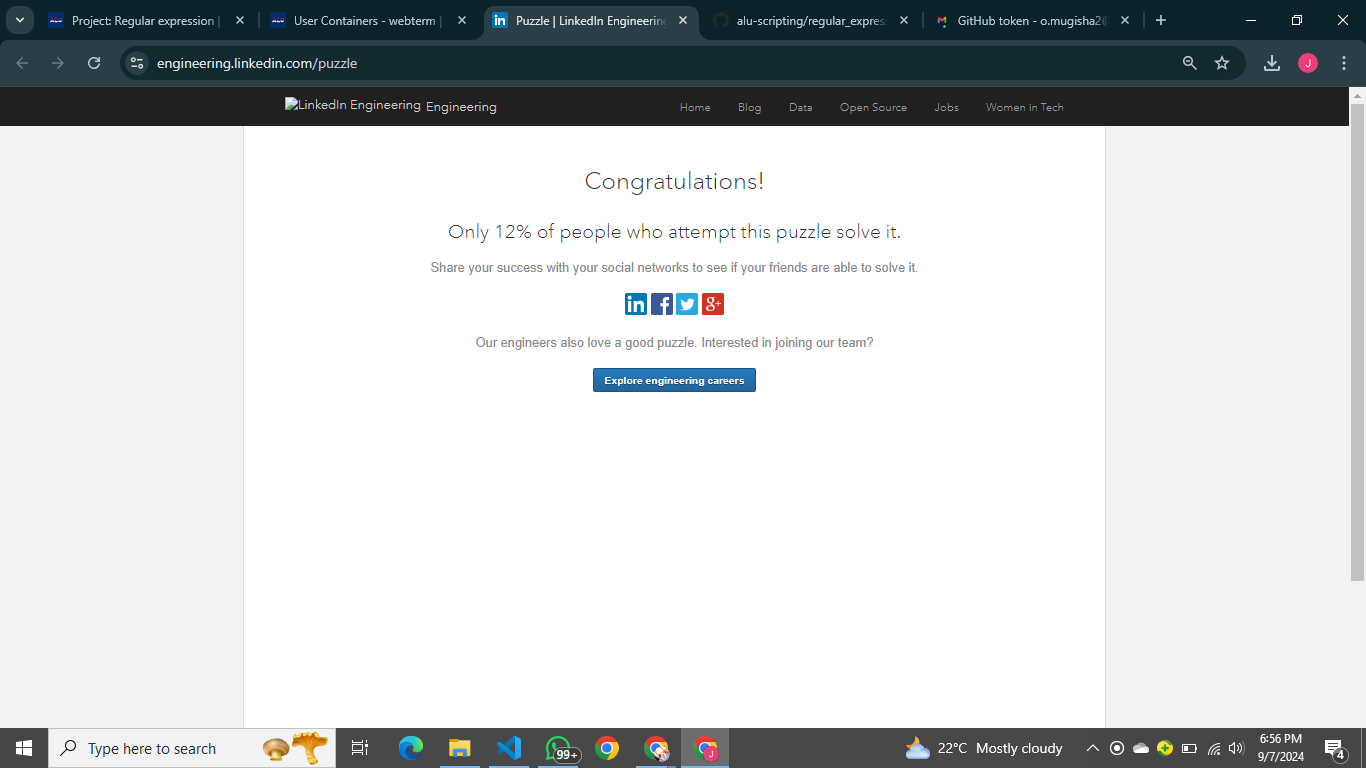 Project: Regular expression |
User Containers - webterm |
Puzzle | LinkedIn Engineering
alu-scripting/regular_expres
GitHub token - o.mugisha2@
engineering.linkedin.com/puzzle
J
LinkedIn Engineering Engineering
Home Blog Data Open Source Jobs Women in Tech
Congratulations!
Only 12% of people who attempt this puzzle solve it.
Share your success with your social networks to see if your friends are able to solve it.
in f g+
Our engineers also love a good puzzle. Interested in joining our team?
Explore engineering careers
Type here to search
99+
J
22°C Mostly cloudy
6:56 PM
9/7/2024
4